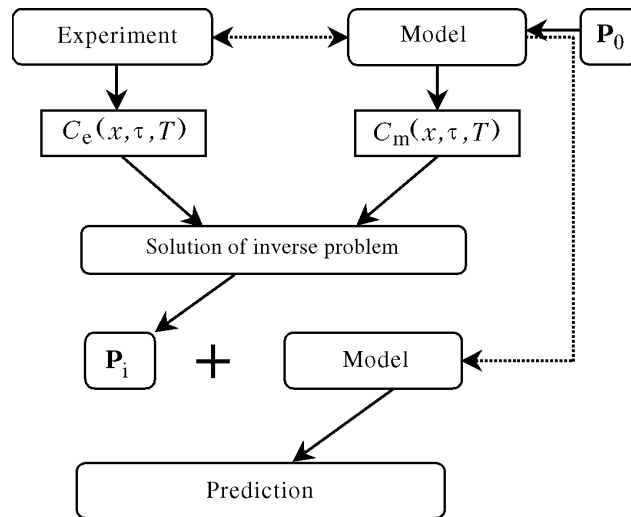 Experiment
Model
P₀
Cₑ(x,τ,T)
Cₘ(x,τ,T)
Solution of inverse problem
Pᵢ
+
Model
Prediction